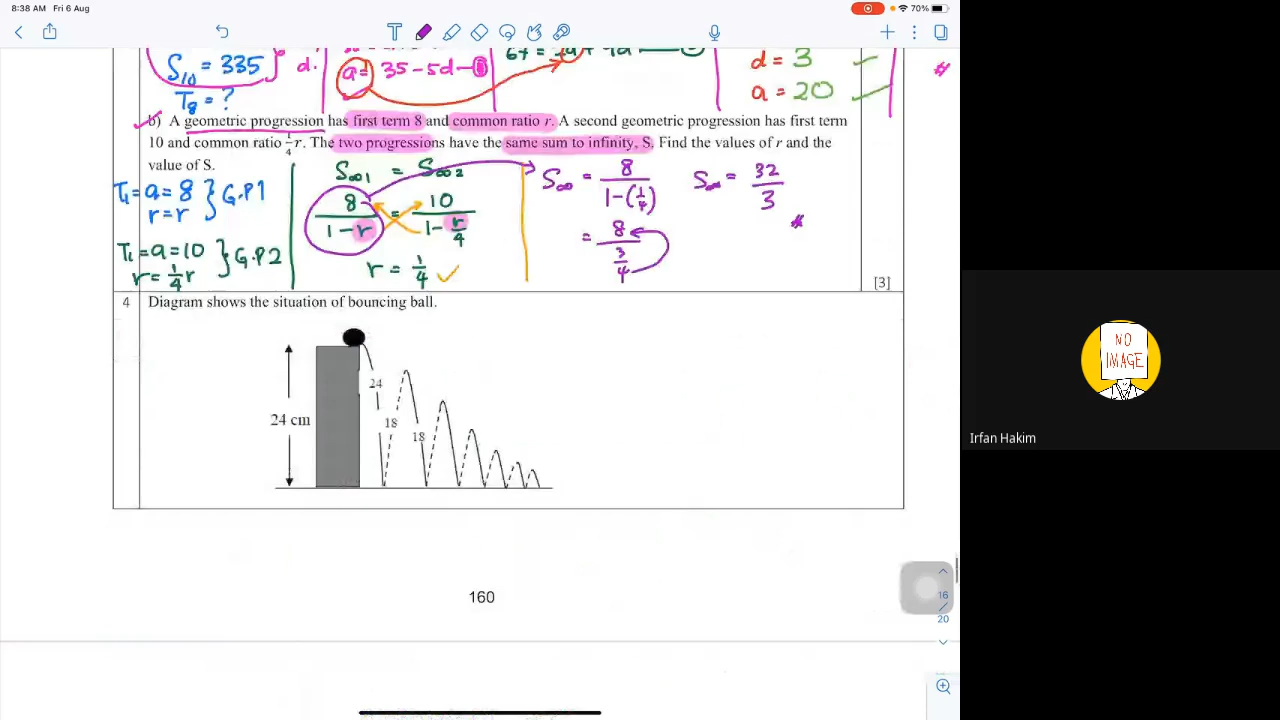 8:38 AM Fri 6 Aug
70%
T
S10 = 335
d.
T8 = ?
a = 35 - 5d
d = 3
a = 20
#
b) A geometric progression has first term 8 and common ratio r. A second geometric progression has first term
10 and common ratio 1/4 r. The two progressions have the same sum to infinity, S. Find the values of r and the
value of S.
T1 = a = 8
r = r
} G.P1
T1 = a = 10
r = 1/4 r
} G.P2
S∞1 = S∞2
8/(1 - r) = 10/(1 - r/4)
r = 1/4 ✓
S∞ = 8/(1 - (1/4))
= 8/(3/4)
S∞ = 32/3
#
[3]
4 Diagram shows the situation of bouncing ball.
24 cm
24
18
18
160
16
/
20
NO
IMAGE
Irfan Hakim